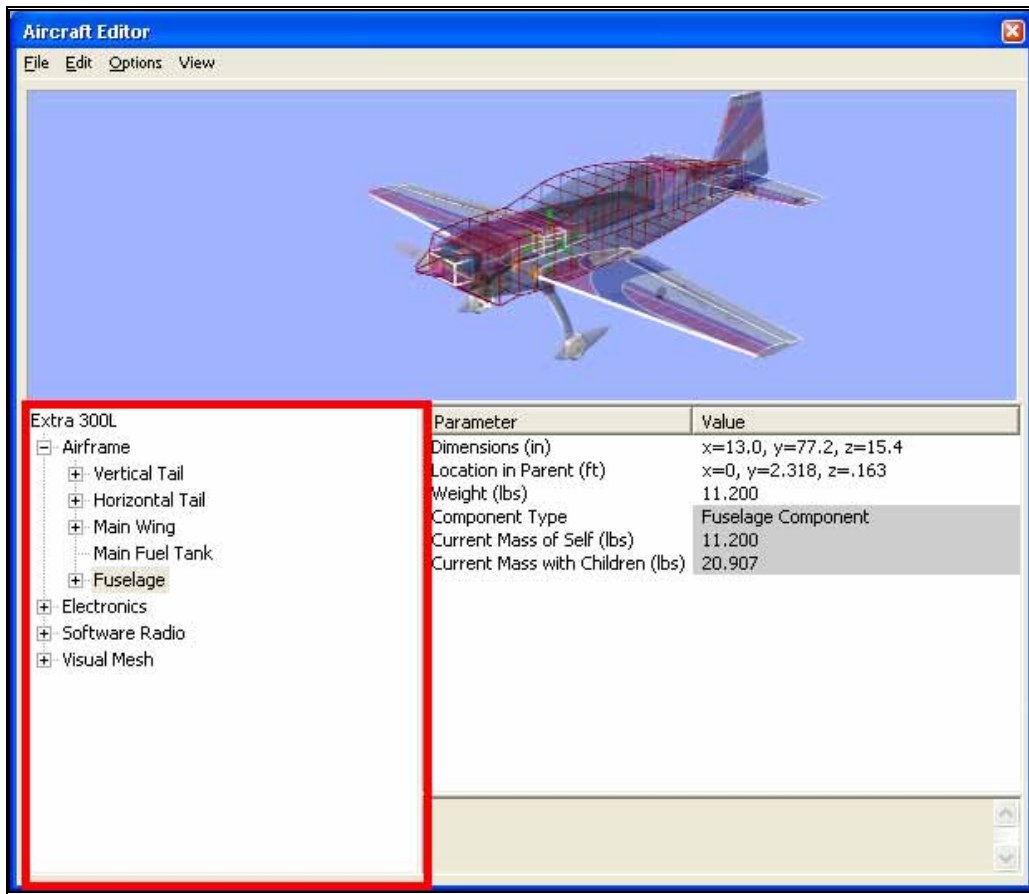 Aircraft Editor
File Edit Options View
Extra 300L
Airframe
Vertical Tail
Horizontal Tail
Main Wing
Main Fuel Tank
Fuselage
Electronics
Software Radio
Visual Mesh
Parameter Value
Dimensions (in) x=13.0, y=77.2, z=15.4
Location in Parent (ft) x=0, y=2.318, z=.163
Weight (lbs) 11.200
Component Type Fuselage Component
Current Mass of Self (lbs) 11.200
Current Mass with Children (lbs) 20.907